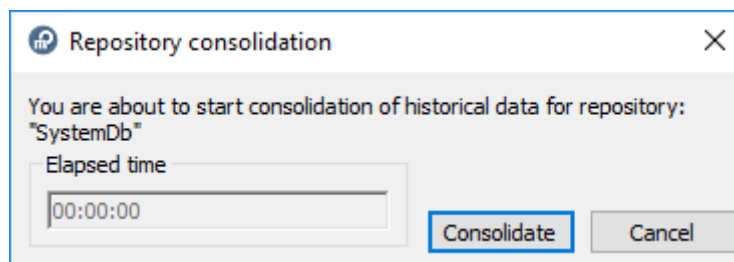 Repository consolidation
You are about to start consolidation of historical data for repository:
"SystemDb"
Elapsed time
00:00:00
Consolidate Cancel